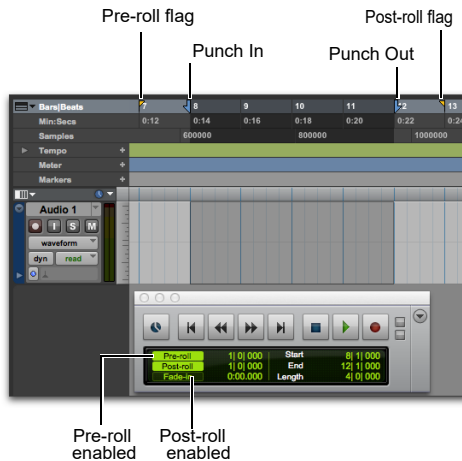 Pre-roll flag
Post-roll flag
Punch In
Punch Out
Bars|Beats 7 8 9 10 11 12 13
Min:Secs 0:12 0:14 0:16 0:18 0:20 0:22 0:24
Samples 600000 800000 1000000
Tempo +
Meter +
Markers +
Audio 1
I S M
waveform
dyn read
Pre-roll 1| 0| 000 Start 8| 1| 000
Post-roll 1| 0| 000 End 12| 1| 000
Fade-in 0:00.000 Length 4| 0| 000
Pre-roll
enabled
Post-roll
enabled